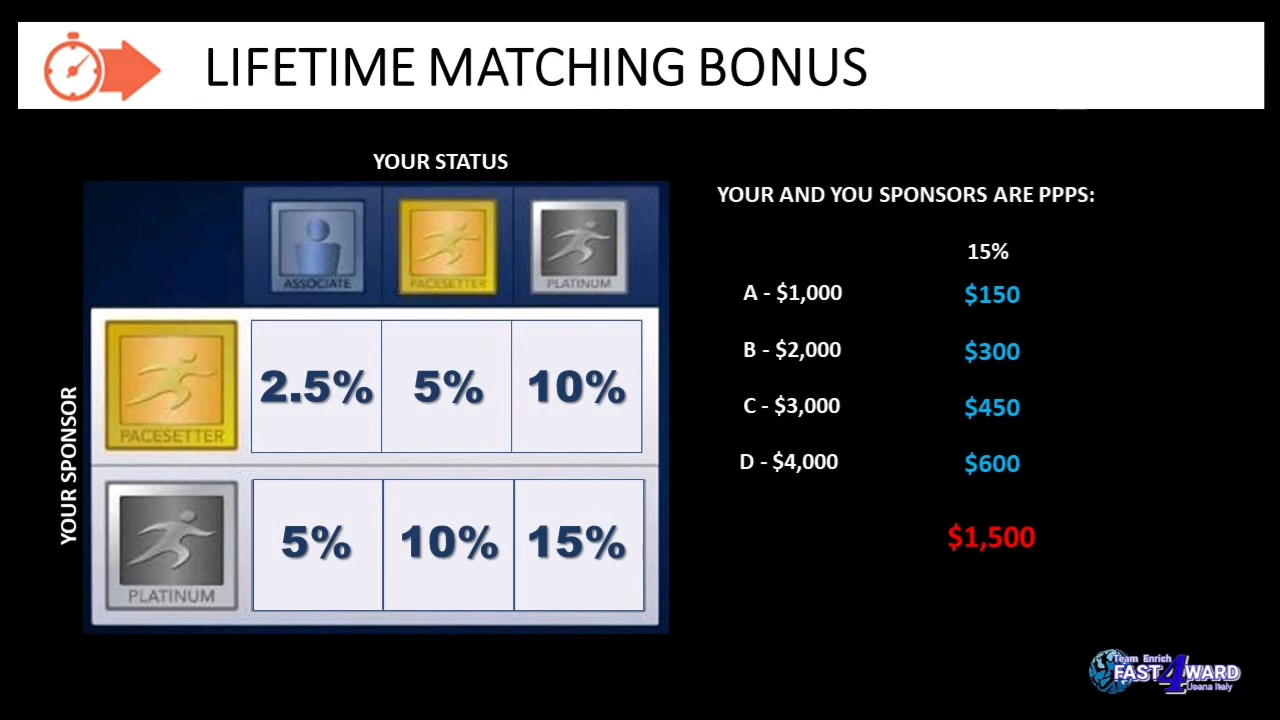 LIFETIME MATCHING BONUS
YOUR STATUS
ASSOCIATE
PACESETTER
PLATINUM
YOUR SPONSOR
PACESETTER
2.5%
5%
10%
PLATINUM
5%
10%
15%
YOUR AND YOU SPONSORS ARE PPPS:
15%
A - $1,000
$150
B - $2,000
$300
C - $3,000
$450
D - $4,000
$600
$1,500
Team Enrich
FAST4WARD
Usana Italy